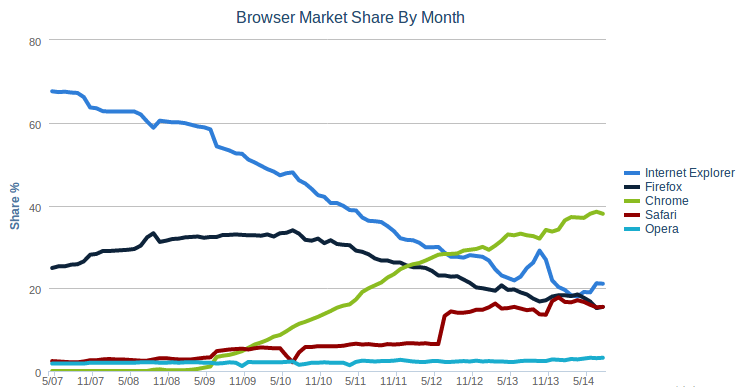 Browser Market Share By Month
80
60
40
20
0
Share %
5/07 11/07 5/08 11/08 5/09 11/09 5/10 11/10 5/11 11/11 5/12 11/12 5/13 11/13 5/14
Internet Explorer
Firefox
Chrome
Safari
Opera